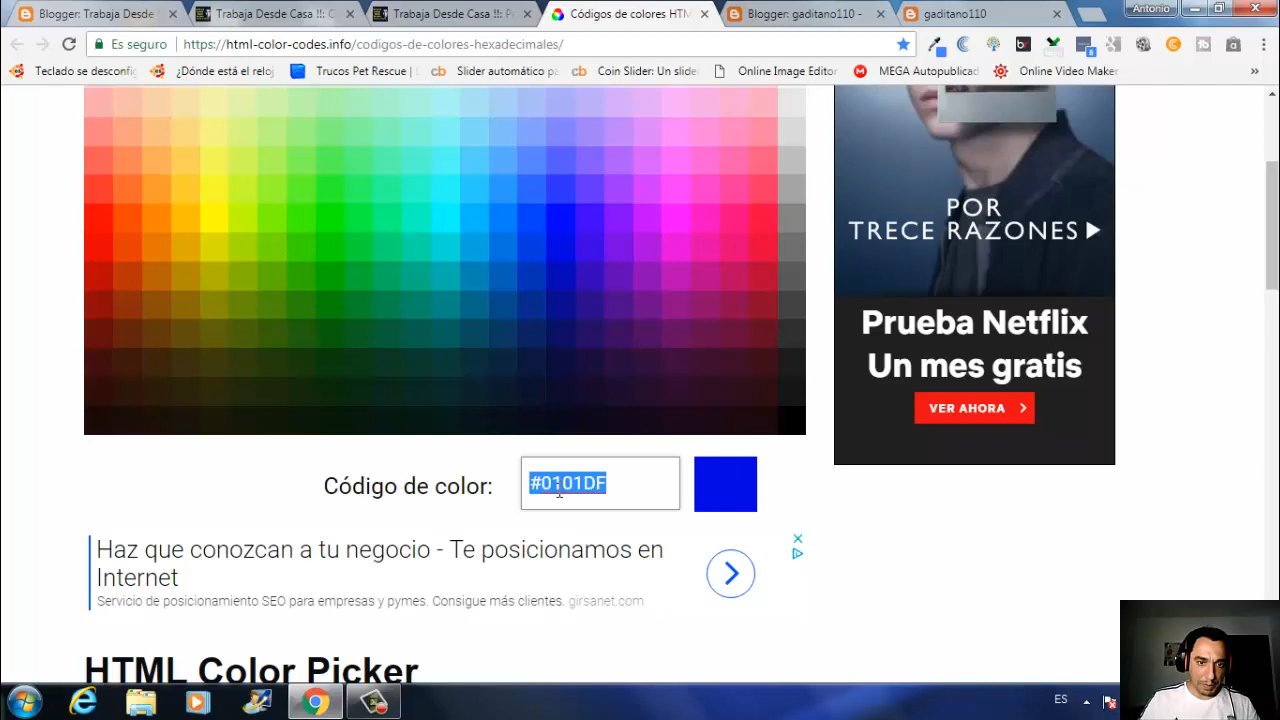 Blogger: Trabaja Desde
Trabaja Desde Casa !!: C
Trabaja Desde Casa !!: P
Códigos de colores HTM
Blogger: gaditano110 -
gaditano110
Antonio
Es seguro
https://html-color-codes.info/codigos-de-colores-hexadecimales/
Teclado se desconfig
¿Dónde está el reloj
Trucos Pet Rescue |
Slider automático pa
Coin Slider: Un slide
Online Image Editor
MEGA Autopublicad
Online Video Maker
»
POR
TRECE RAZONES
Prueba Netflix
Un mes gratis
VER AHORA
Código de color:
#0101DF
Haz que conozcan a tu negocio - Te posicionamos en
Internet
Servicio de posicionamiento SEO para empresas y pymes. Consigue más clientes. girsanet.com
HTML Color Picker
ES